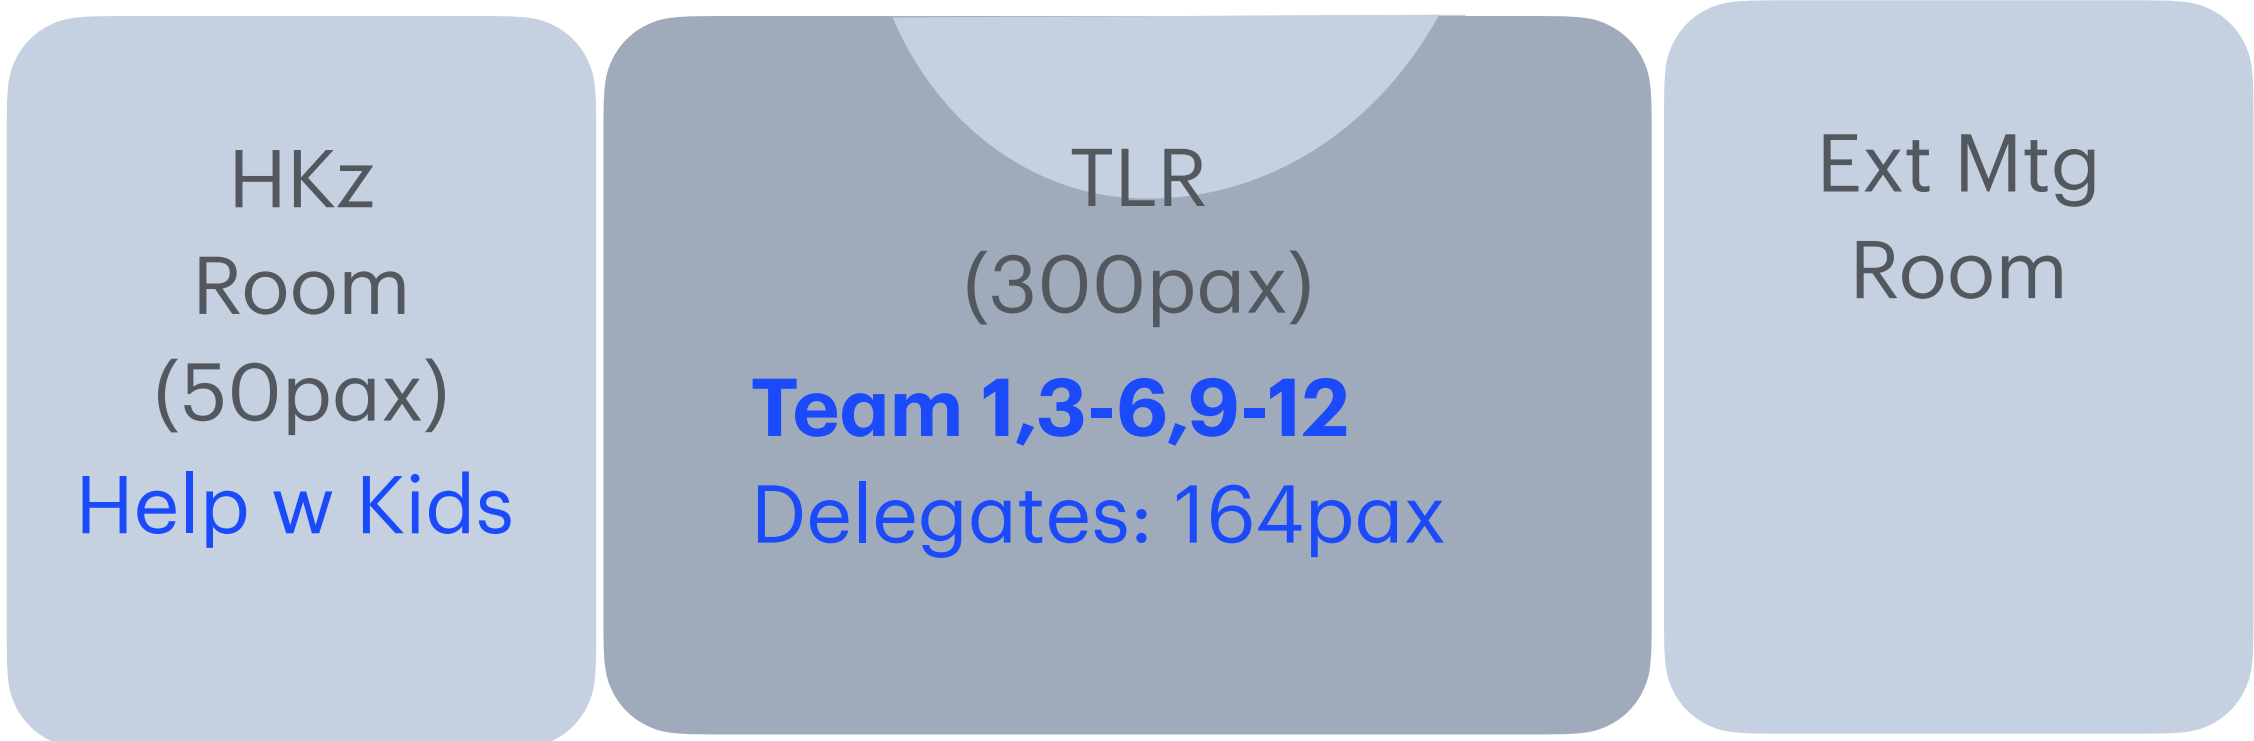 HKz
Room
(50pax)
Help w Kids
TLR
(300pax)
Team 1,3-6,9-12
Delegates: 164pax
Ext Mtg
Room